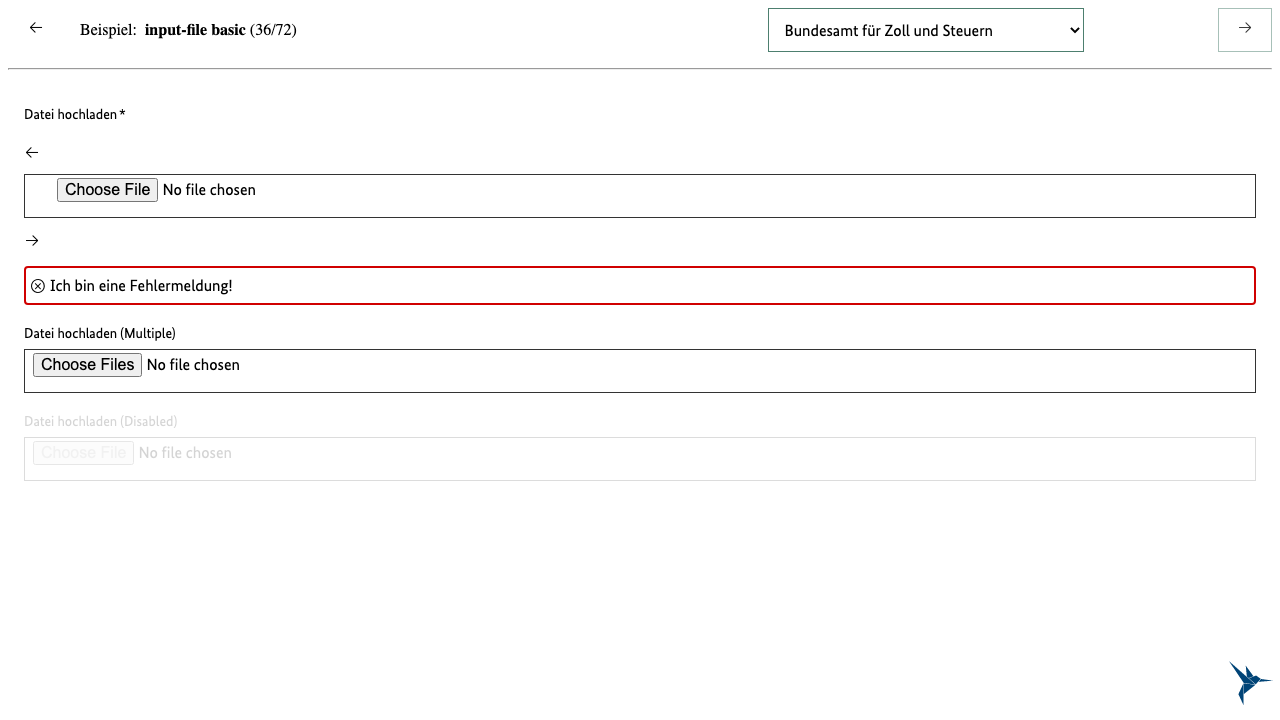 Beispiel: input-file basic (36/72)
Bundesamt für Zoll und Steuern
Datei hochladen *
Choose File No file chosen
Ich bin eine Fehlermeldung!
Datei hochladen (Multiple)
Choose Files No file chosen
Datei hochladen (Disabled)
Choose File No file chosen